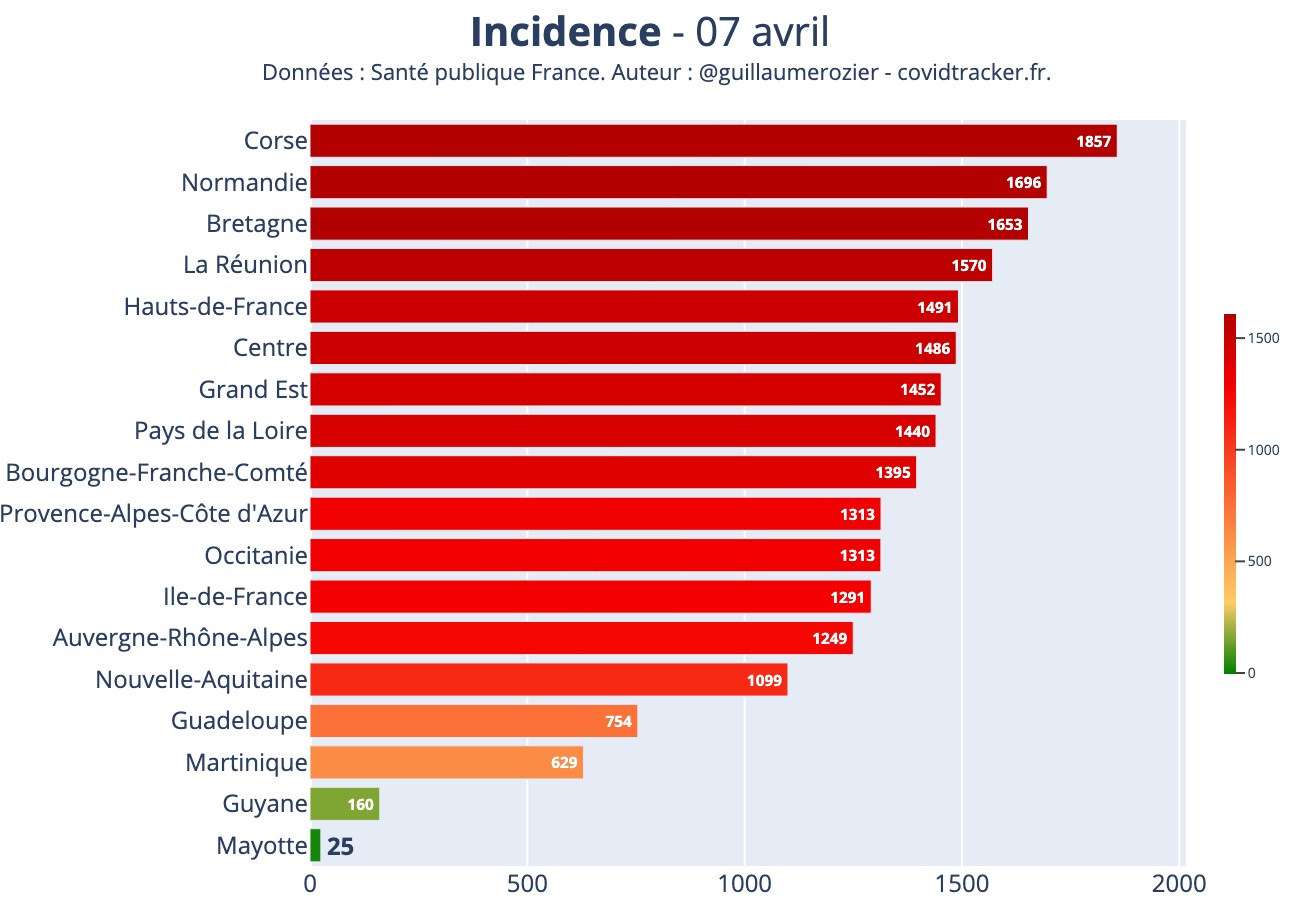 Incidence - 07 avril
Données : Santé publique France. Auteur : @guillaumerozier - covidtracker.fr.
Corse 1857
Normandie 1696
Bretagne 1653
La Réunion 1570
Hauts-de-France 1491
Centre 1486
Grand Est 1452
Pays de la Loire 1440
Bourgogne-Franche-Comté 1395
Provence-Alpes-Côte d'Azur 1313
Occitanie 1313
Ile-de-France 1291
Auvergne-Rhône-Alpes 1249
Nouvelle-Aquitaine 1099
Guadeloupe 754
Martinique 629
Guyane 160
Mayotte 25
0 500 1000 1500 2000
1500
1000
500
0